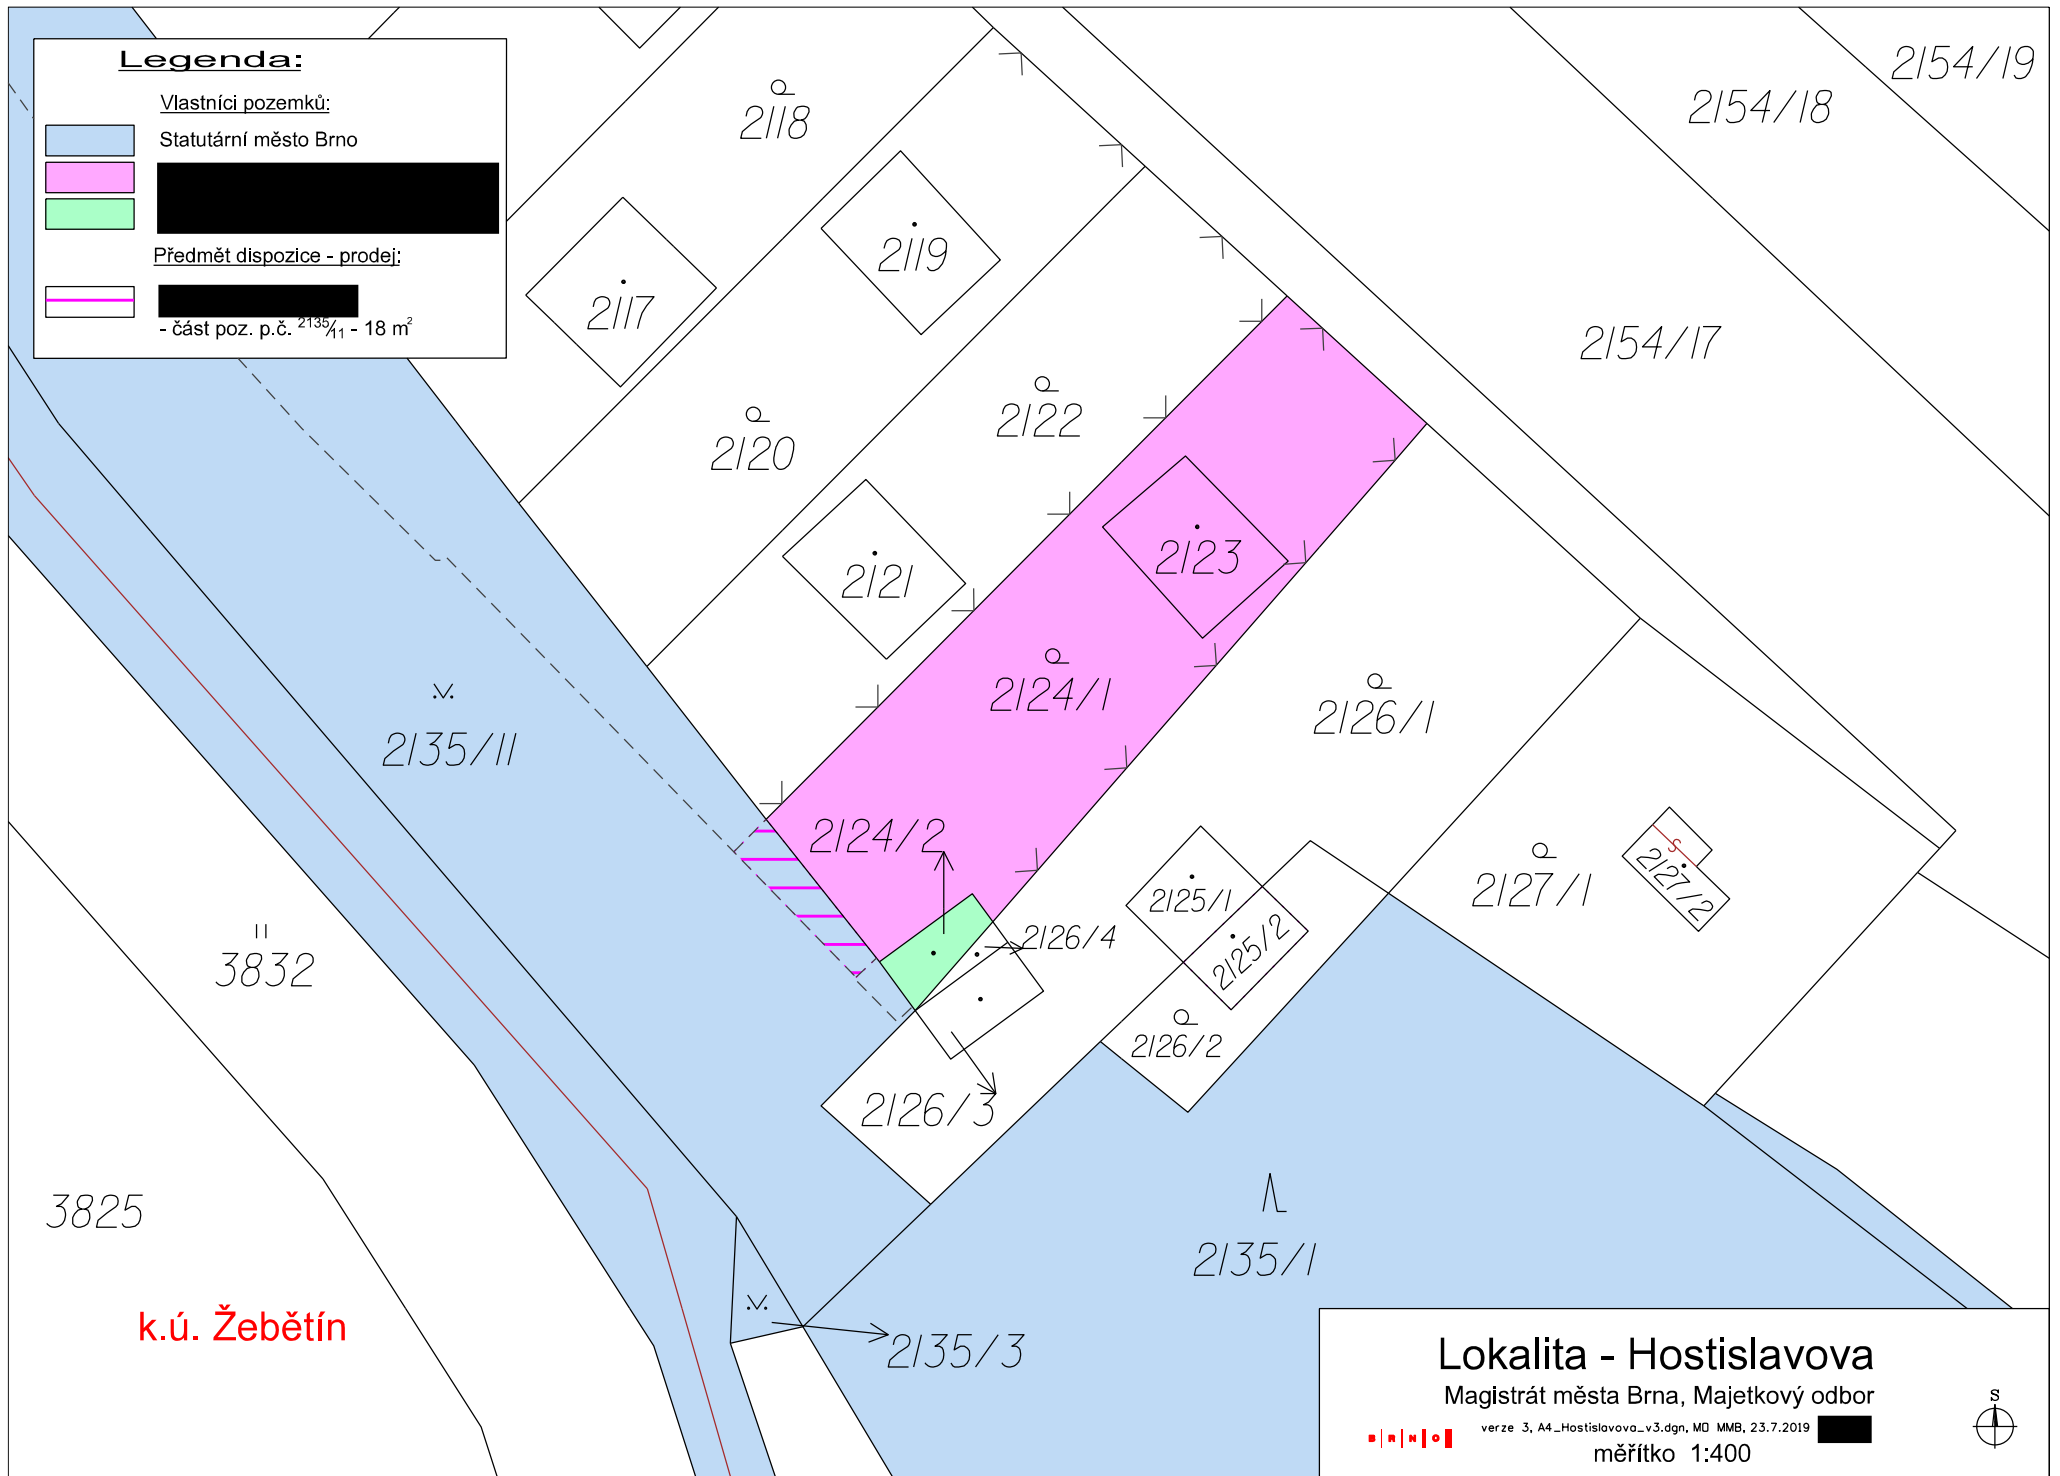 Legenda:
Vlastníci pozemků:
Statutární město Brno
Předmět dispozice - prodej:
- část poz. p.č. 2135/11 - 18 m²
2154/19
2154/18
2118
2119
2117
2154/17
2122
2120
2123
2121
2124/1
2126/1
2135/11
2124/2
2127/2
2125/1
2127/1
2126/4
2125/2
3832
2126/2
2126/3
3825
2135/1
k.ú. Žebětín
2135/3
Lokalita - Hostislavova
Magistrát města Brna, Majetkový odbor
B R N O
verze 3, A4_Hostislavova_v3.dgn, MO MMB, 23.7.2019
měřítko 1:400
S